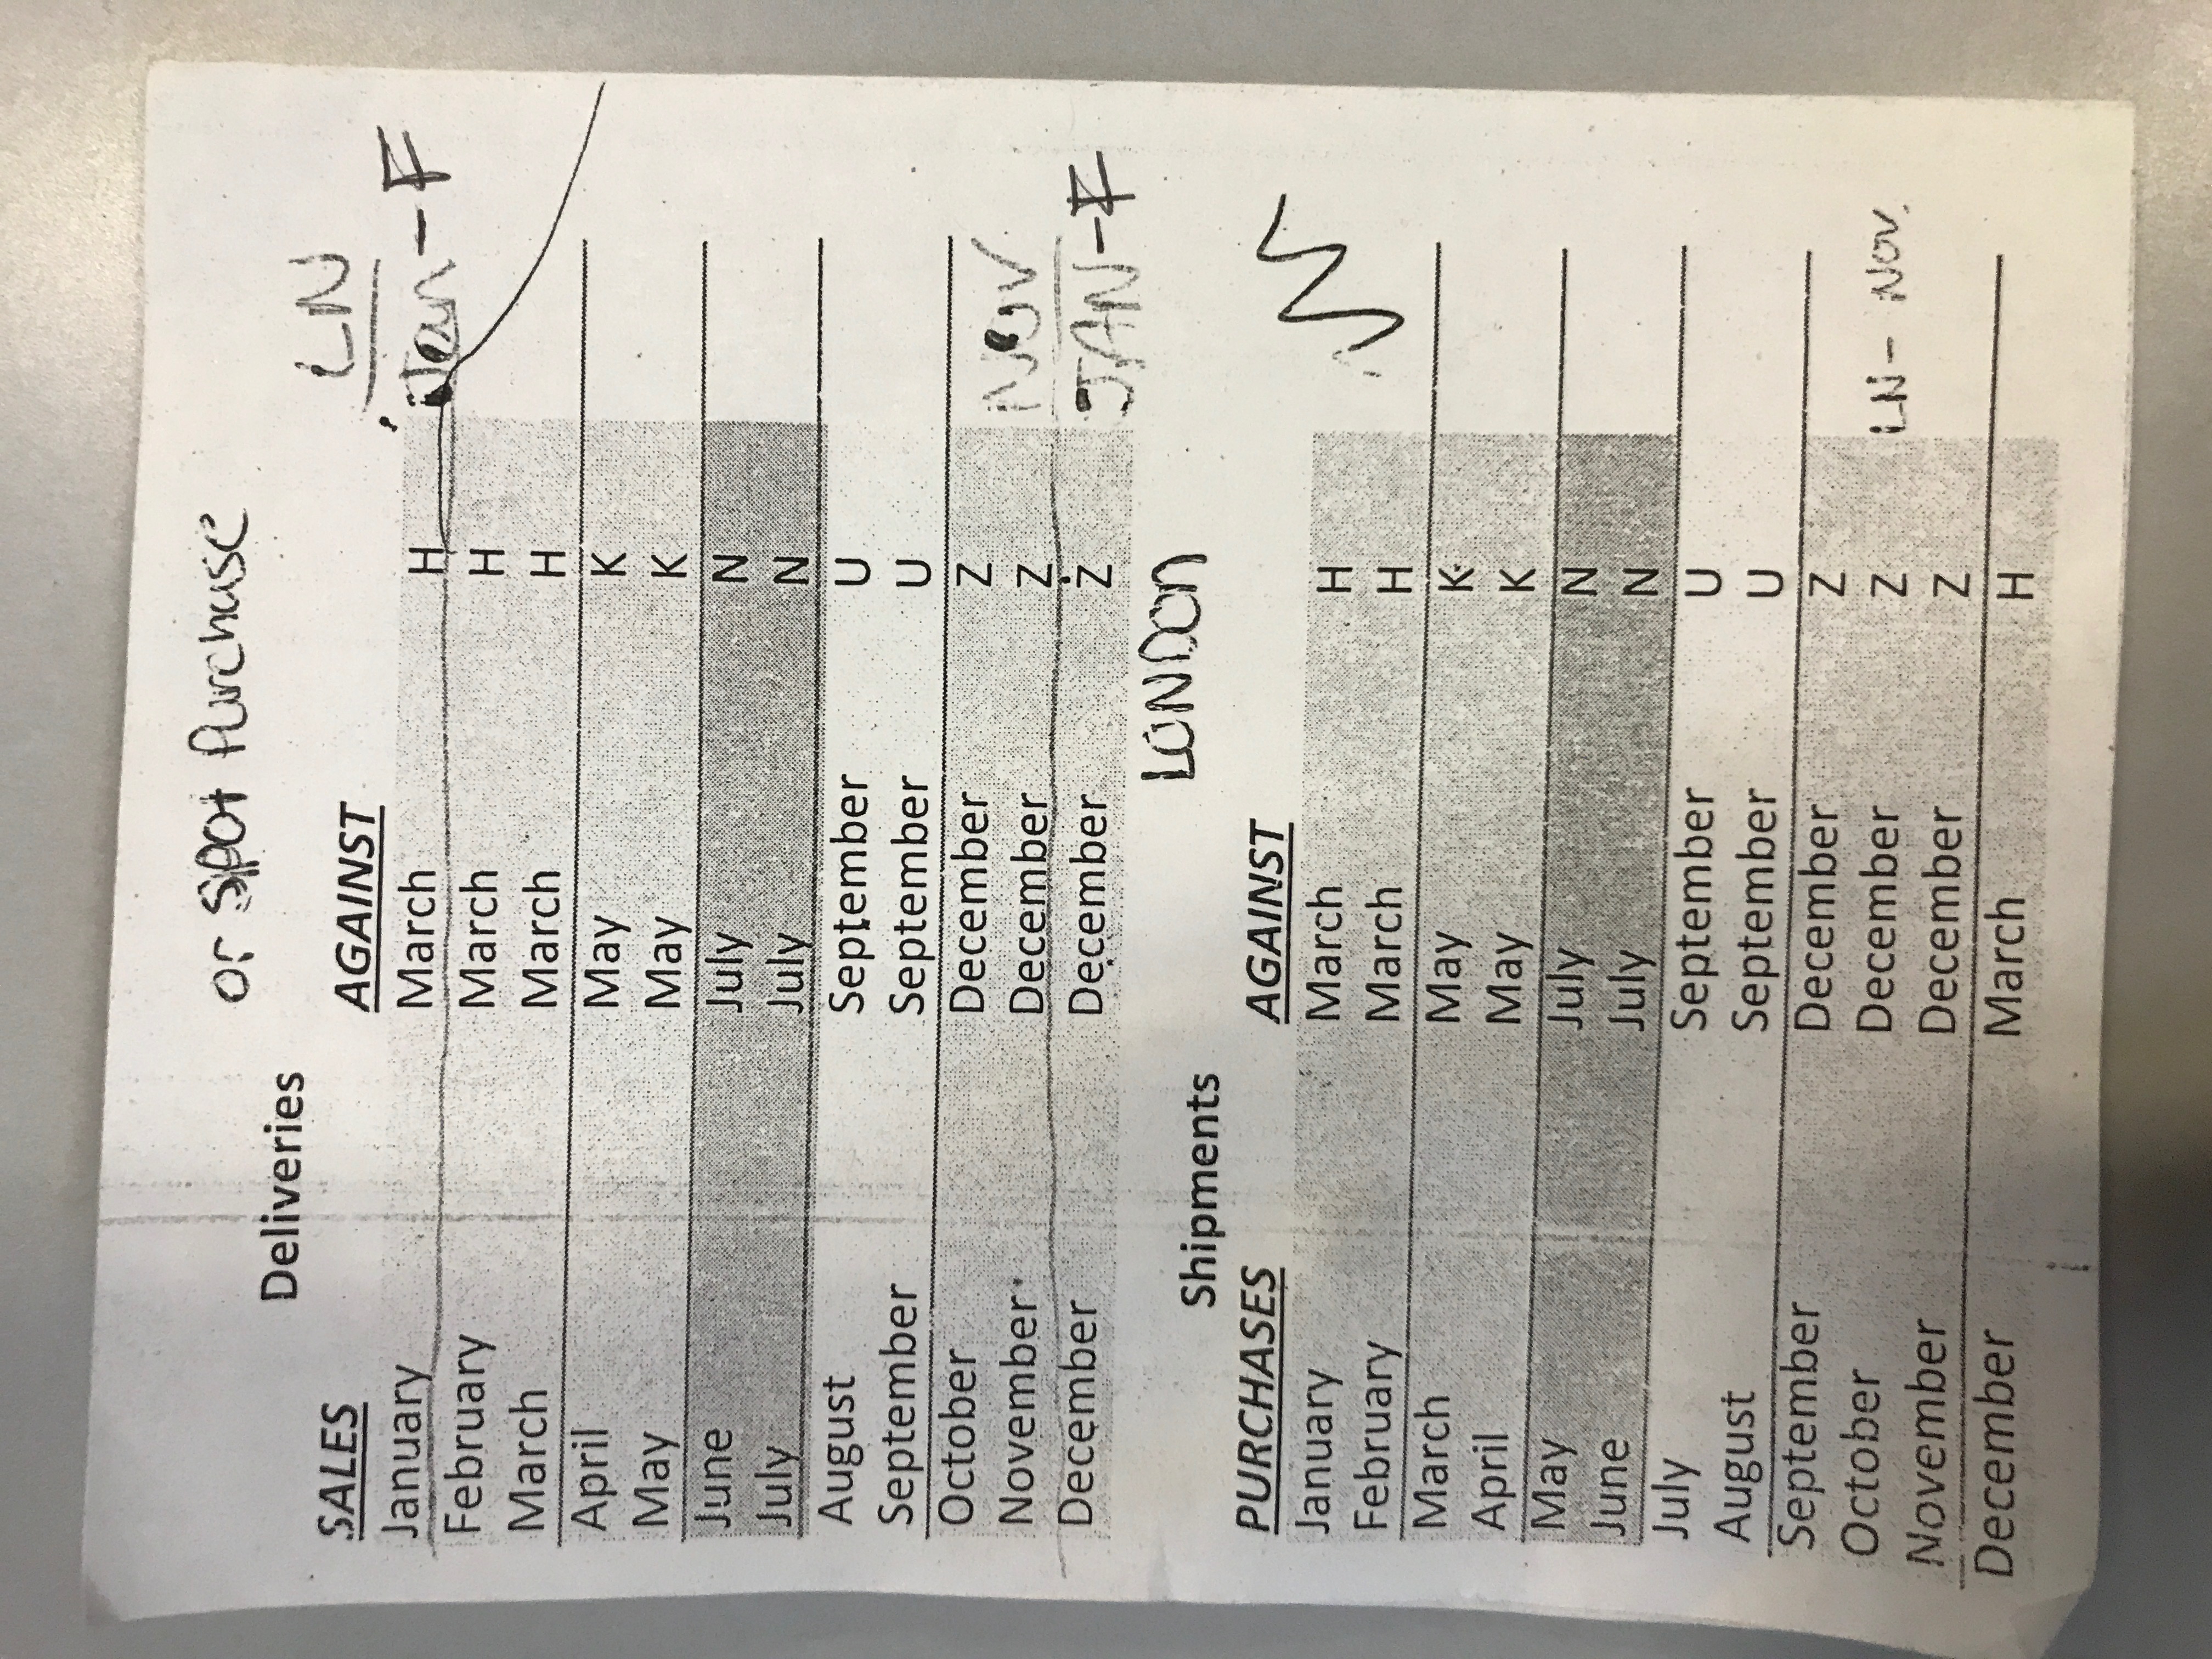 or Spot Purchase
Deliveries
LN
SALES AGAINST
January March H Jan-F
February March H
March March H
April May K
May May K
June July N
July July N
August September U
September September U
October December Z
November December Z Nov
December December Z JAN-F
LONDON
Shipments
PURCHASES AGAINST
January March H
February March H
March May K
April May K
May July N
June July N
July September U
August September U
September December Z
October December Z LN- Nov.
November December Z
December March H